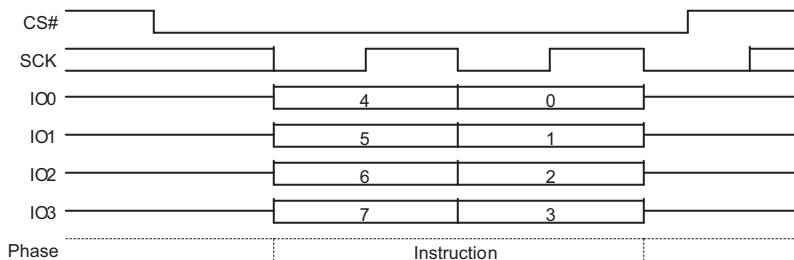 CS#
SCK
IO0 4 0
IO1 5 1
IO2 6 2
IO3 7 3
Phase Instruction